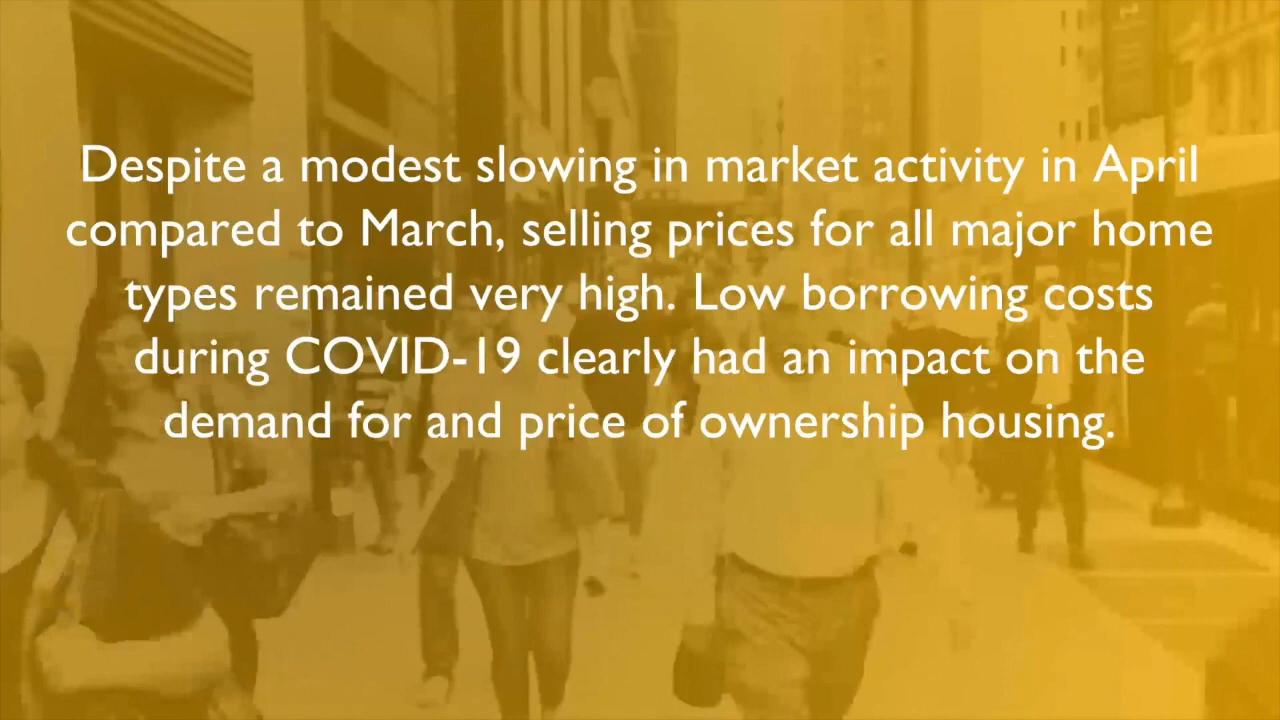 Despite a modest slowing in market activity in April
compared to March, selling prices for all major home
types remained very high. Low borrowing costs
during COVID-19 clearly had an impact on the
demand for and price of ownership housing.